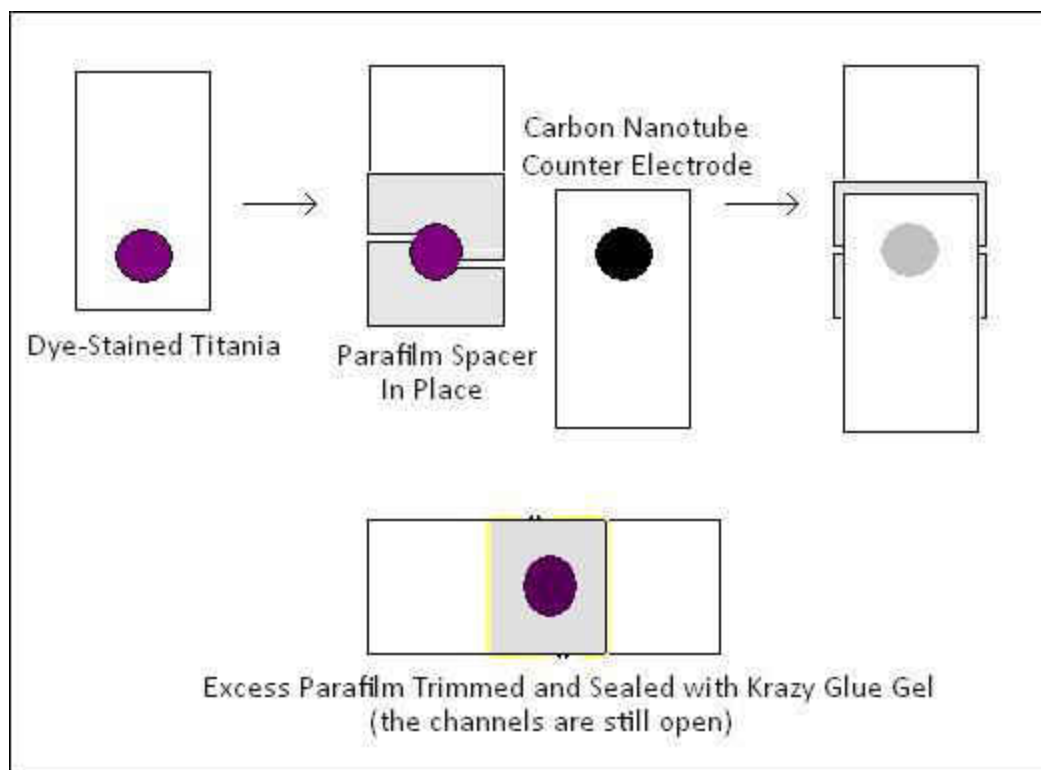 Dye-Stained Titania
Parafilm Spacer
In Place
Carbon Nanotube
Counter Electrode
Excess Parafilm Trimmed and Sealed with Krazy Glue Gel
(the channels are still open)